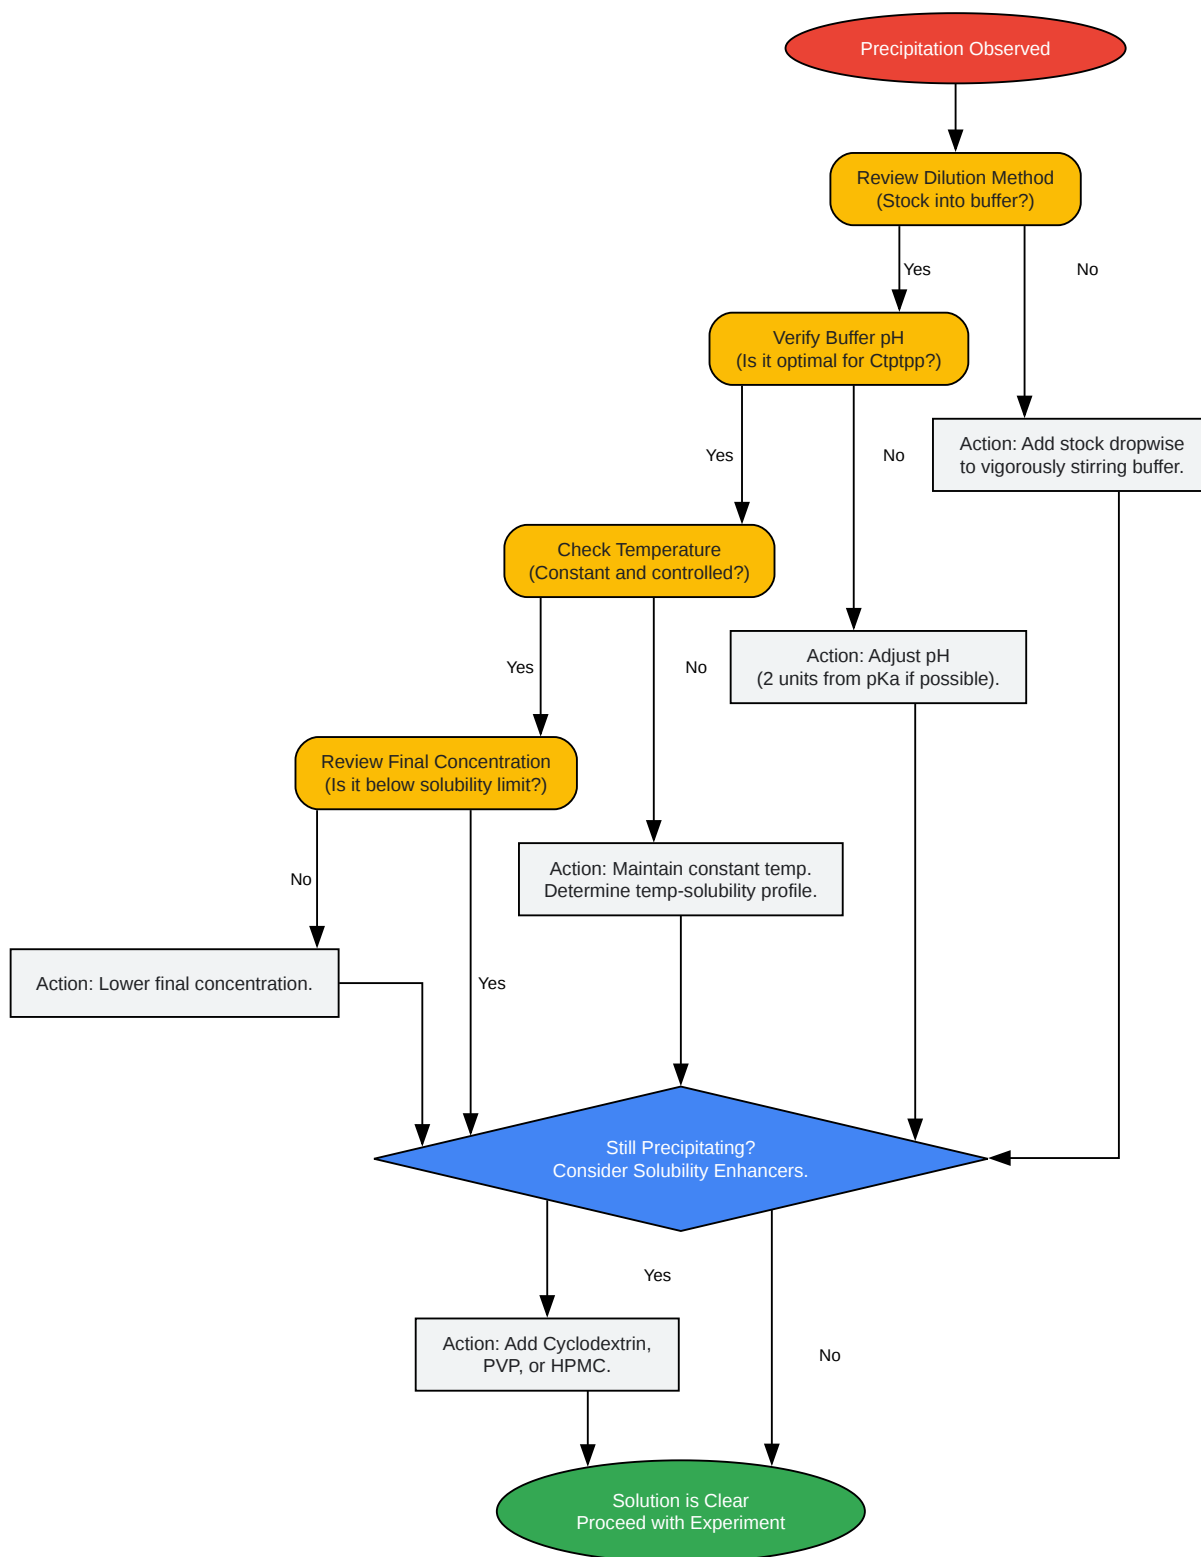 Precipitation Observed
Review Dilution Method
(Stock into buffer?)
Yes
No
Verify Buffer pH
(Is it optimal for Ctptpp?)
Action: Add stock dropwise
to vigorously stirring buffer.
Yes
No
Check Temperature
(Constant and controlled?)
Action: Adjust pH
(2 units from pKa if possible).
Yes
No
Review Final Concentration
(Is it below solubility limit?)
Action: Maintain constant temp.
Determine temp-solubility profile.
No
Action: Lower final concentration.
Yes
Still Precipitating?
Consider Solubility Enhancers.
Yes
Action: Add Cyclodextrin,
PVP, or HPMC.
No
Solution is Clear
Proceed with Experiment